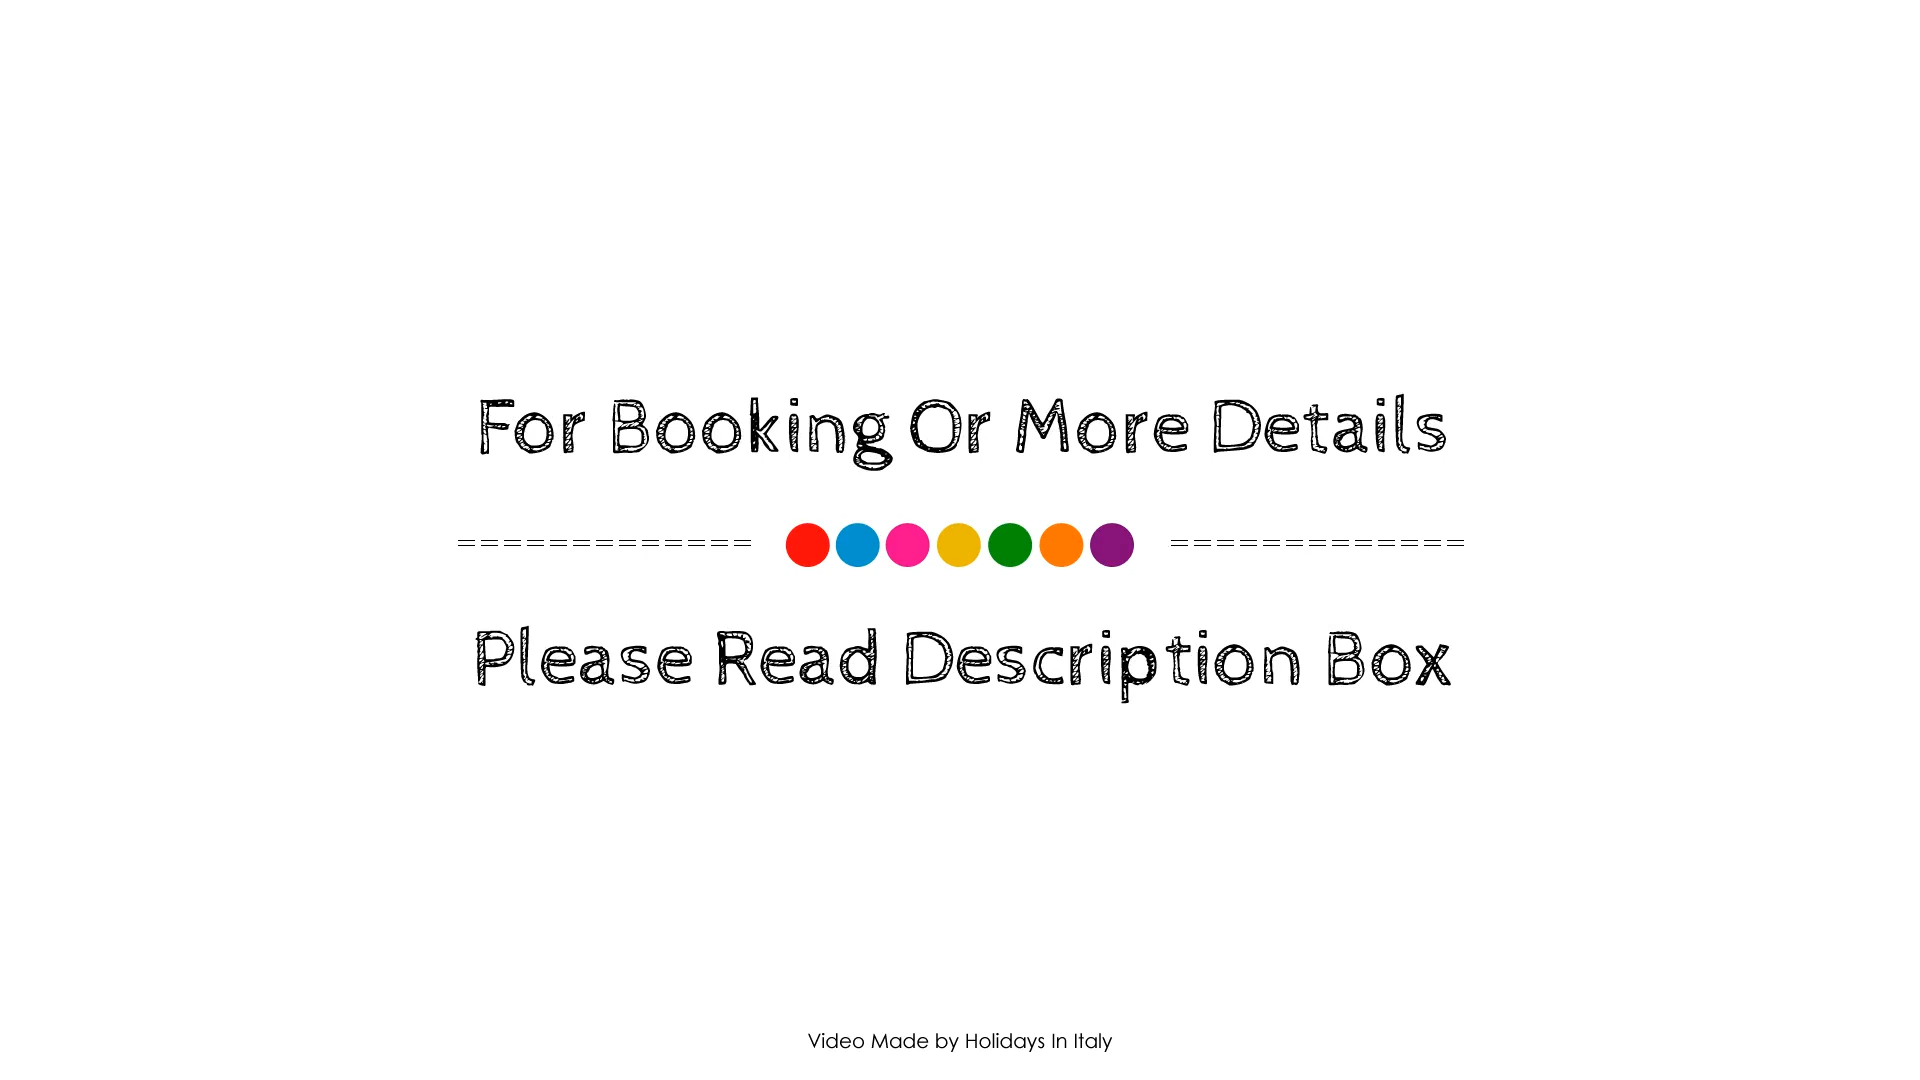 For Booking Or More Details
============= =============
Please Read Description Box
Video Made by Holidays In Italy